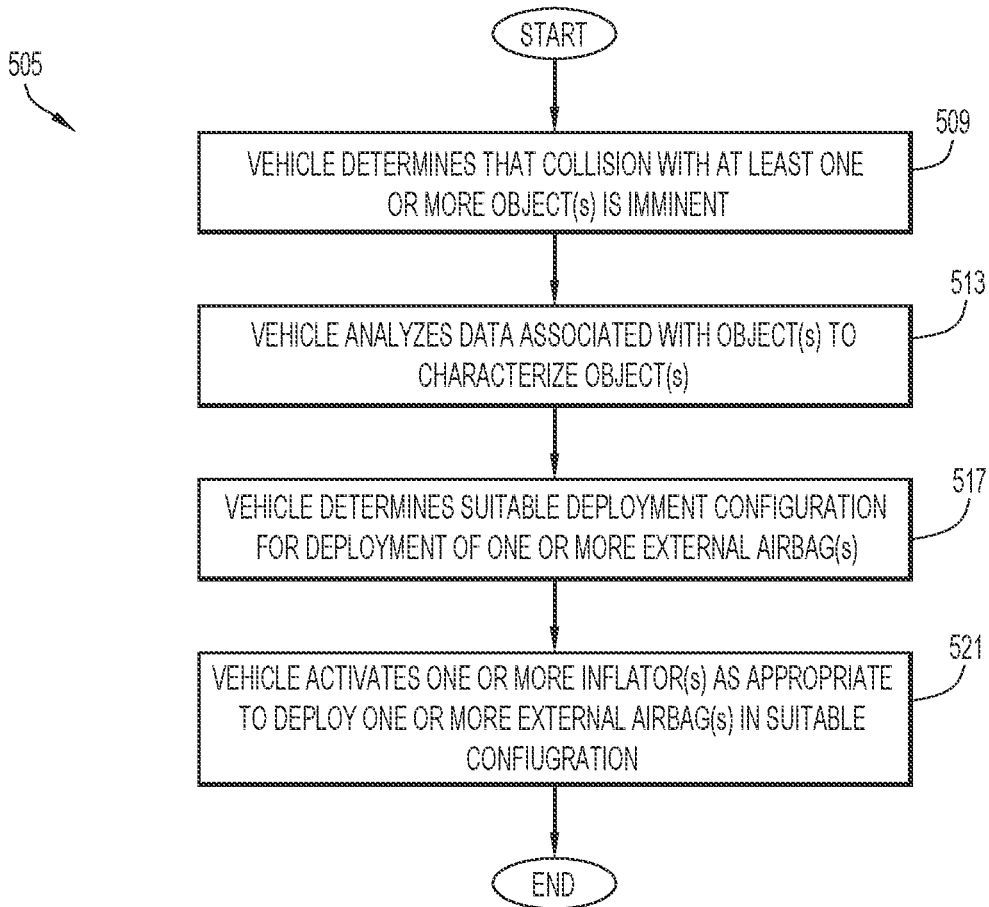 START
505
509
VEHICLE DETERMINES THAT COLLISION WITH AT LEAST ONE
OR MORE OBJECT(s) IS IMMINENT
513
VEHICLE ANALYZES DATA ASSOCIATED WITH OBJECT(s) TO
CHARACTERIZE OBJECT(s)
517
VEHICLE DETERMINES SUITABLE DEPLOYMENT CONFIGURATION
FOR DEPLOYMENT OF ONE OR MORE EXTERNAL AIRBAG(s)
521
VEHICLE ACTIVATES ONE OR MORE INFLATOR(s) AS APPROPRIATE
TO DEPLOY ONE OR MORE EXTERNAL AIRBAG(s) IN SUITABLE
CONFIUGRATION
END